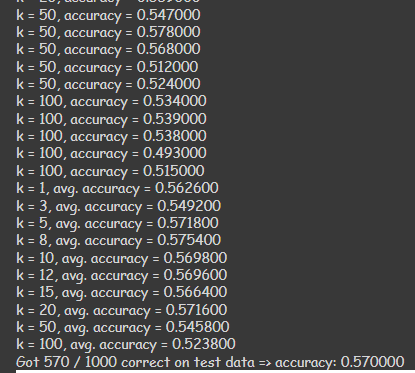 k = 50, accuracy = 0.547000
k = 50, accuracy = 0.578000
k = 50, accuracy = 0.568000
k = 50, accuracy = 0.512000
k = 50, accuracy = 0.524000
k = 100, accuracy = 0.534000
k = 100, accuracy = 0.539000
k = 100, accuracy = 0.538000
k = 100, accuracy = 0.493000
k = 100, accuracy = 0.515000
k = 1, avg. accuracy = 0.562600
k = 3, avg. accuracy = 0.549200
k = 5, avg. accuracy = 0.571800
k = 8, avg. accuracy = 0.575400
k = 10, avg. accuracy = 0.569800
k = 12, avg. accuracy = 0.569600
k = 15, avg. accuracy = 0.566400
k = 20, avg. accuracy = 0.571600
k = 50, avg. accuracy = 0.545800
k = 100, avg. accuracy = 0.523800
Got 570 / 1000 correct on test data => accuracy: 0.570000